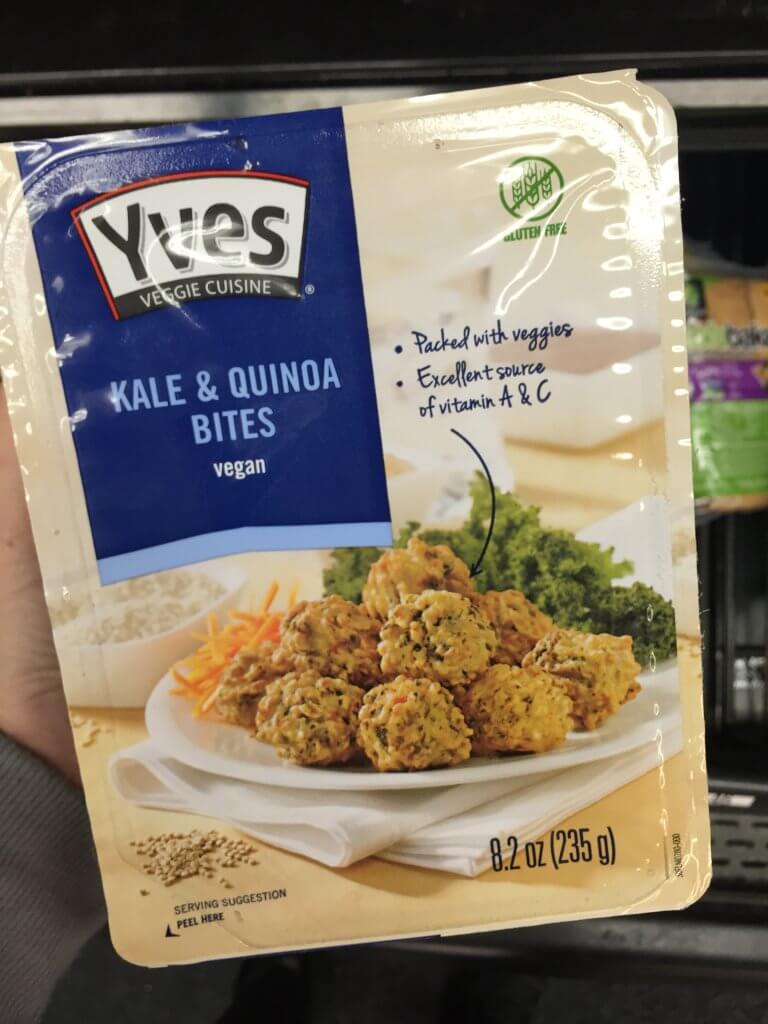 Yves
VEGGIE CUISINE ®
KALE & QUINOA
BITES
vegan
GLUTEN FREE
• Packed with veggies
• Excellent source
of vitamin A & C
8.2 oz (235 g)
SERVING SUGGESTION
PEEL HERE